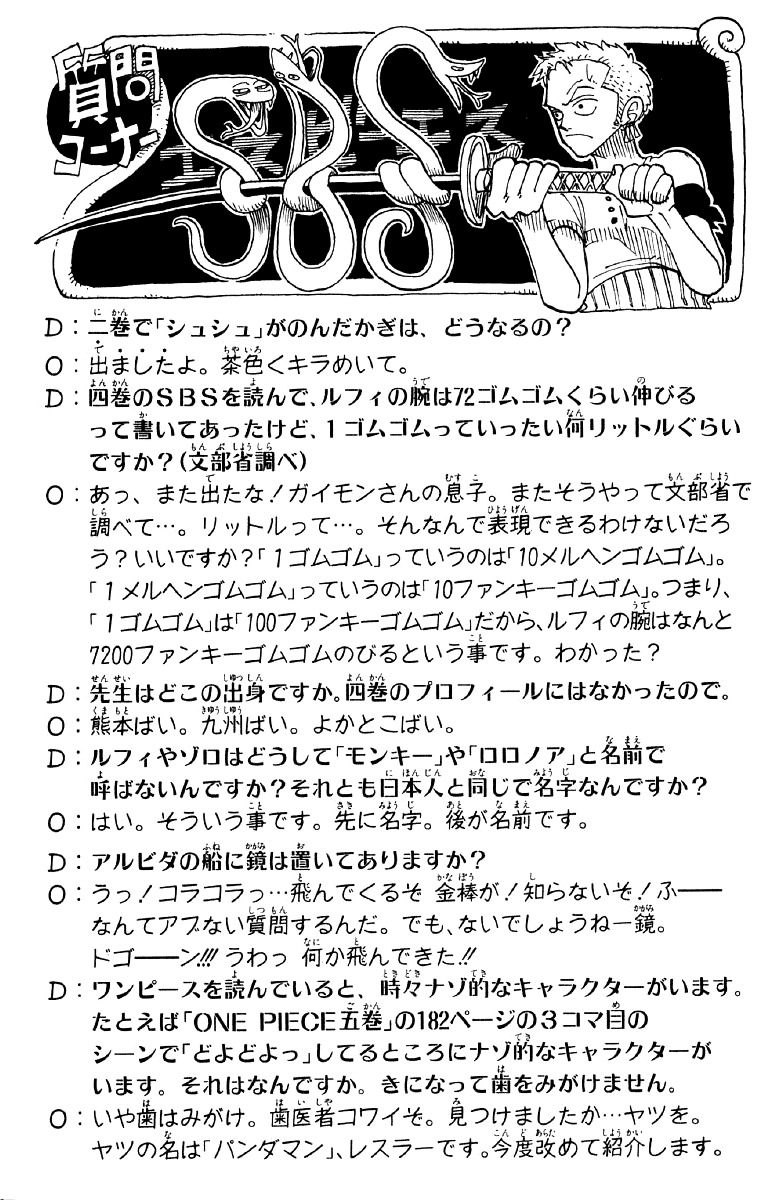 質問コーナー
SBS
エスビーエス
D：二巻で「シュシュ」がのんだかぎは、どうなるの？
O：出ましたよ。茶色くキラめいて。
D：四巻のSBSを読んで、ルフィの腕は72ゴムゴムくらい伸びる
って書いてあったけど、1ゴムゴムっていったい何リットルぐらい
ですか？(文部省調べ)
O：あっ、また出たな！ガイモンさんの息子。またそうやって文部省で
調べて…。リットルって…。そんなんで表現できるわけないだろ
う？いいですか？「1ゴムゴム」っていうのは「10メルヘンゴムゴム」。
「1メルヘンゴムゴム」っていうのは「10ファンキーゴムゴム」。つまり、
「1ゴムゴム」は「100ファンキーゴムゴム」だから、ルフィの腕はなんと
7200ファンキーゴムゴムのびるという事です。わかった？
D：先生はどこの出身ですか。四巻のプロフィールにはなかったので。
O：熊本ばい。九州ばい。よかとこばい。
D：ルフィやゾロはどうして「モンキー」や「ロロノア」と名前で
呼ばないんですか？それとも日本人と同じで名字なんですか？
O：はい。そういう事です。先に名字。後が名前です。
D：アルビダの船に鏡は置いてありますか？
O：うっ！コラコラっ…飛んでくるぞ 金棒が！知らないぞ！ふ——
なんてアブない質問するんだ。でも、ないでしょうねー鏡。
ドゴ——ン!!! うわっ 何か飛んできた!!
D：ワンピースを読んでいると、時々ナゾ的なキャラクターがいます。
たとえば「ONE PIECE五巻」の182ページの3コマ目の
シーンで「どよどよっ」してるところにナゾ的なキャラクターが
います。それはなんですか。きになって歯をみがけません。
O：いや歯はみがけ。歯医者コワイぞ。見つけましたか…ヤツを。
ヤツの名は「パンダマン」、レスラーです。今度改めて紹介します。